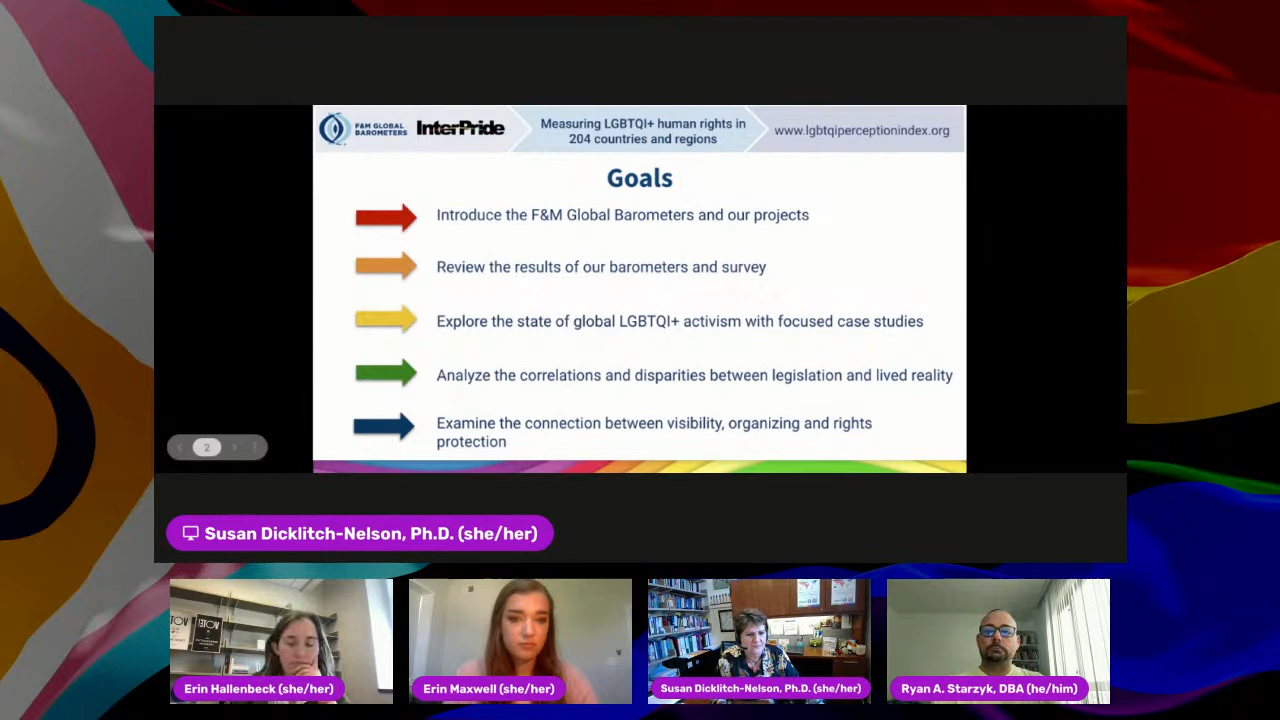 F&M GLOBAL
BAROMETERS
InterPride
Measuring LGBTQI+ human rights in
204 countries and regions
www.lgbtqiperceptionindex.org
Goals
Introduce the F&M Global Barometers and our projects
Review the results of our barometers and survey
Explore the state of global LGBTQI+ activism with focused case studies
Analyze the correlations and disparities between legislation and lived reality
Examine the connection between visibility, organizing and rights
protection
2
Susan Dicklitch-Nelson, Ph.D. (she/her)
VOTE!
Erin Hallenbeck (she/her)
Erin Maxwell (she/her)
Susan Dicklitch-Nelson, Ph.D. (she/her)
Ryan A. Starzyk, DBA (he/him)